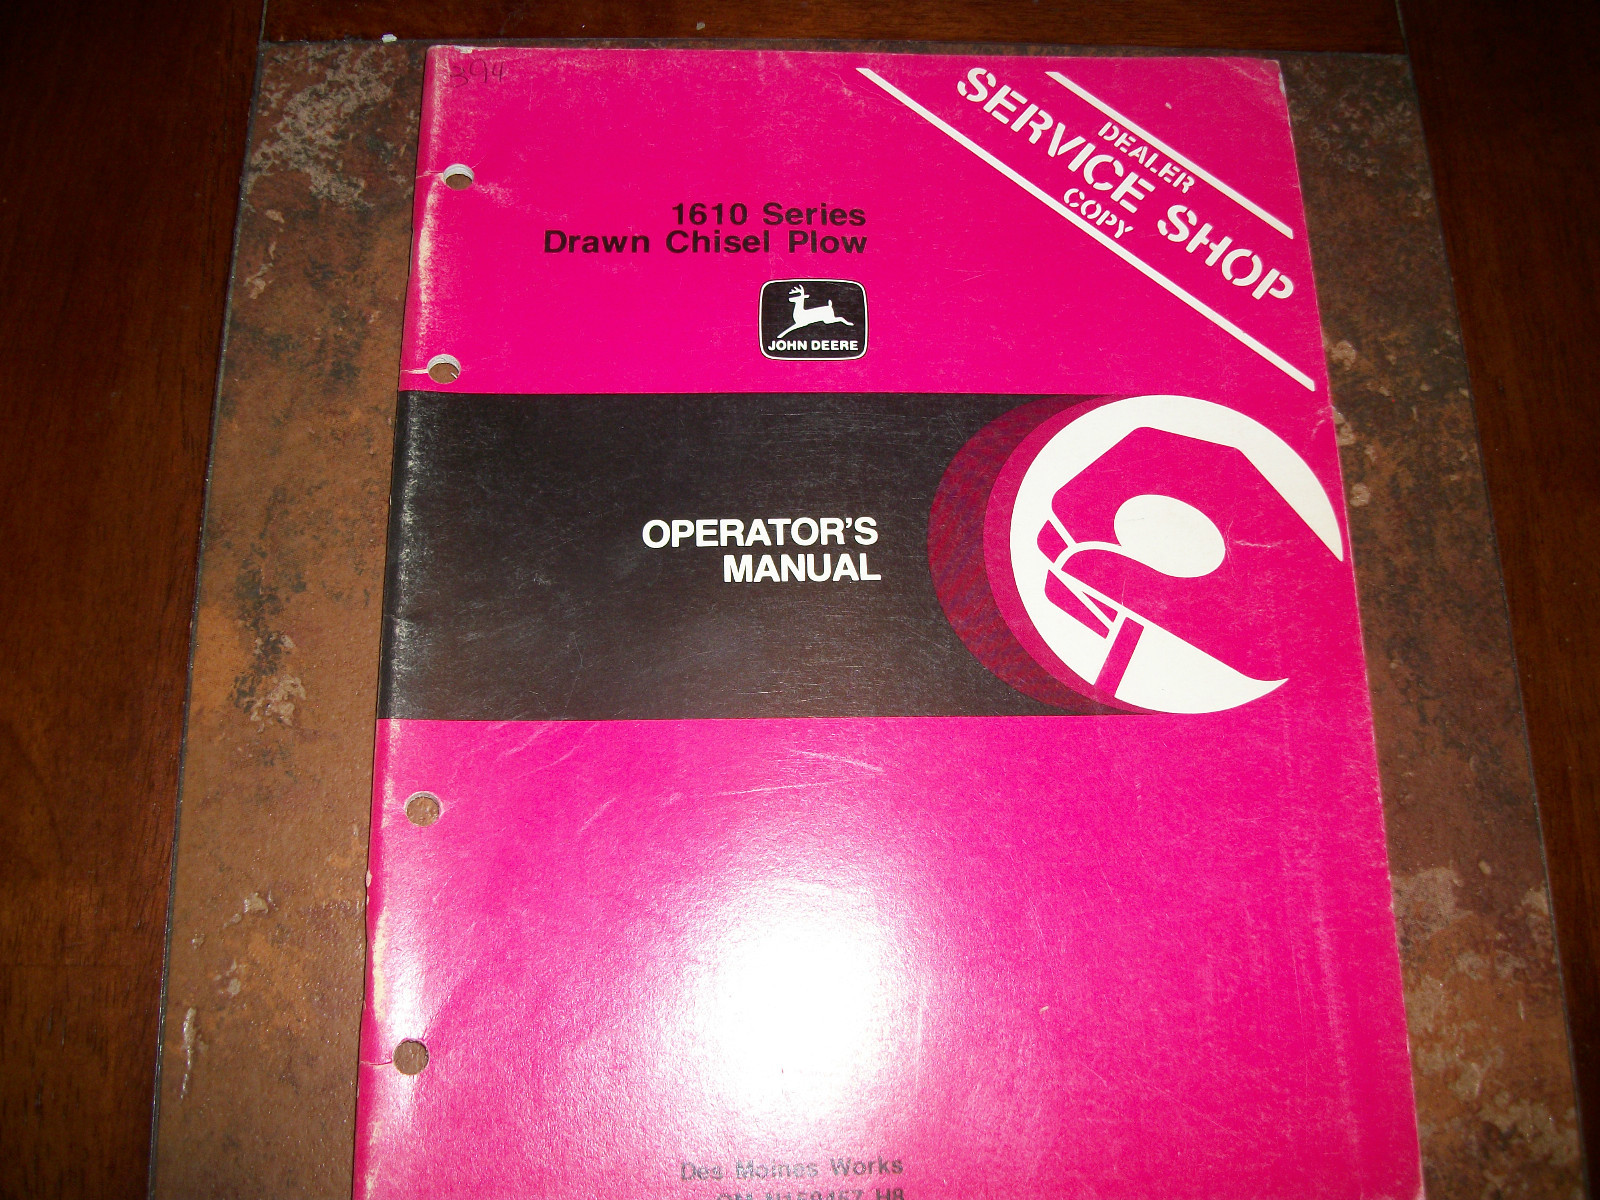 394
DEALER
SERVICE SHOP
COPY
1610 Series
Drawn Chisel Plow
JOHN DEERE
OPERATOR'S
MANUAL
Des Moines Works